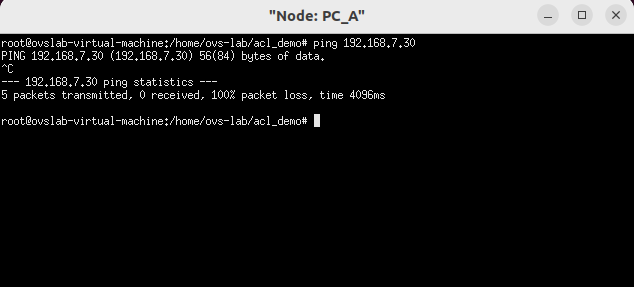 "Node: PC_A"
root@ovslab-virtual-machine:/home/ovs-lab/acl_demo# ping 192.168.7.30
PING 192.168.7.30 (192.168.7.30) 56(84) bytes of data.
^C
--- 192.168.7.30 ping statistics ---
5 packets transmitted, 0 received, 100% packet loss, time 4096ms
root@ovslab-virtual-machine:/home/ovs-lab/acl_demo#